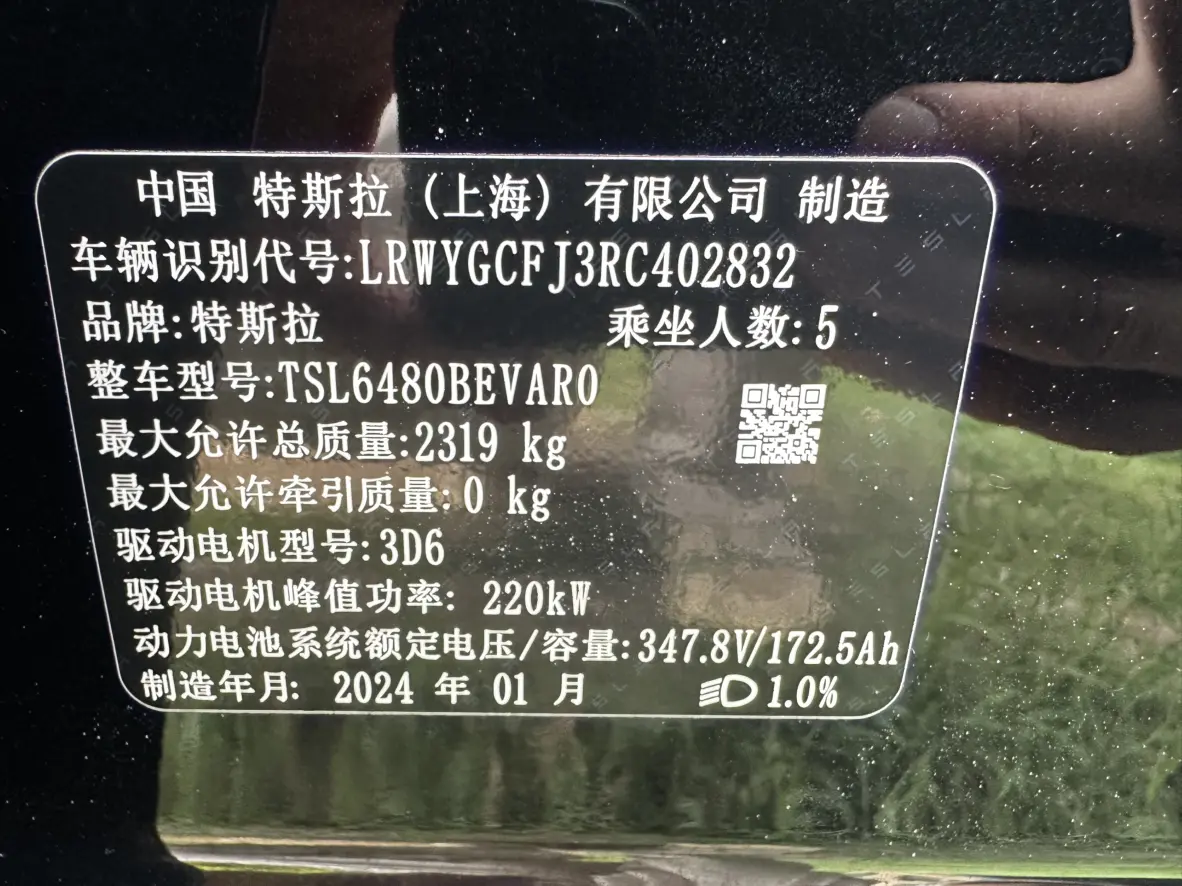 中国 特斯拉（上海）有限公司 制造
车辆识别代号:LRWYGCFJ3RC402832
品牌:特斯拉 乘坐人数:5
整车型号:TSL6480BEVAR0
最大允许总质量:2319 kg
最大允许牵引质量:0 kg
驱动电机型号:3D6
驱动电机峰值功率: 220kW
动力电池系统额定电压/容量:347.8V/172.5Ah
制造年月: 2024 年 01 月 1.0%